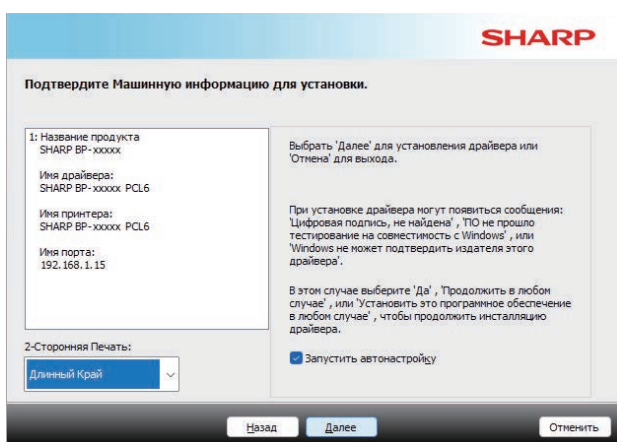 SHARP
Подтвердите Машинную информацию для установки.
1: Название продукта
SHARP BP-xxxxx
Имя драйвера:
SHARP BP-xxxxx PCL6
Имя принтера:
SHARP BP-xxxxx PCL6
Имя порта:
192.168.1.15
2-Сторонняя Печать:
Длинный Край
Выбрать 'Далее' для установления драйвера или
'Отмена' для выхода.
При установке драйвера могут появиться сообщения:
'Цифровая подпись, не найдена' , 'ПО не прошло
тестирование на совместимость с Windows' , или
'Windows не может подтвердить издателя этого
драйвера'.
В этом случае выберите 'Да' , 'Продолжить в любом
случае' , или 'Установить это программное обеспечение
в любом случае' , чтобы продолжить инсталляцию
драйвера.
Запустить автонастройку
Назад
Далее
Отменить